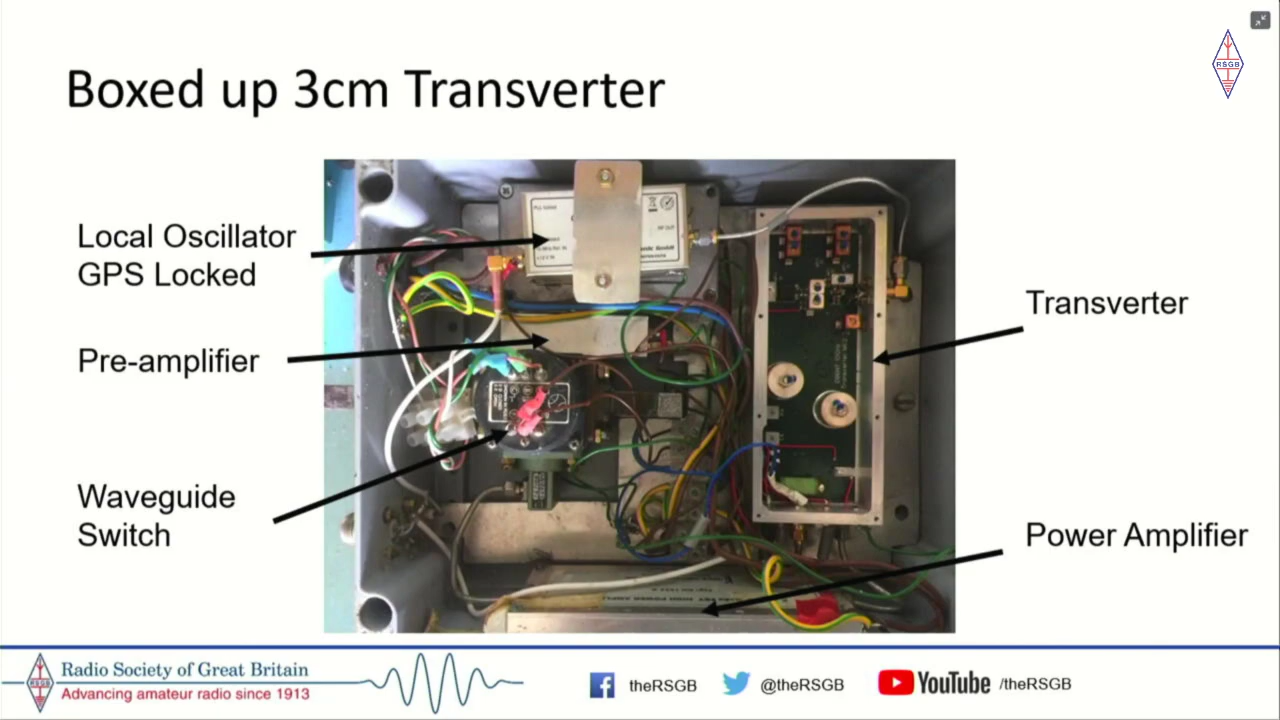 RSGB
Boxed up 3cm Transverter
Local Oscillator
GPS Locked
Pre-amplifier
Waveguide
Switch
Transverter
Power Amplifier
RF OUT
RSGB
Radio Society of Great Britain
Advancing amateur radio since 1913
theRSGB
@theRSGB
YouTube /theRSGB